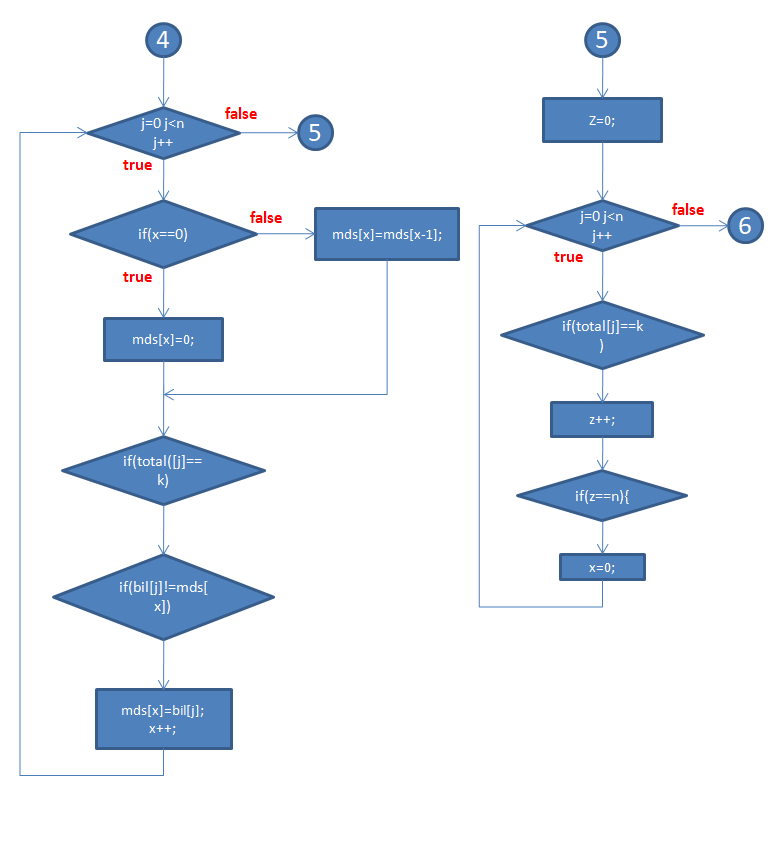 4
j=0 j<n
j++
false
5
true
if(x==0)
false
mds[x]=mds[x-1];
true
mds[x]=0;
if(total([j]==
k)
if(bil[j]!=mds[
x])
mds[x]=bil[j];
x++;
5
Z=0;
j=0 j<n
j++
false
6
true
if(total[j]==k
)
z++;
if(z==n){
x=0;